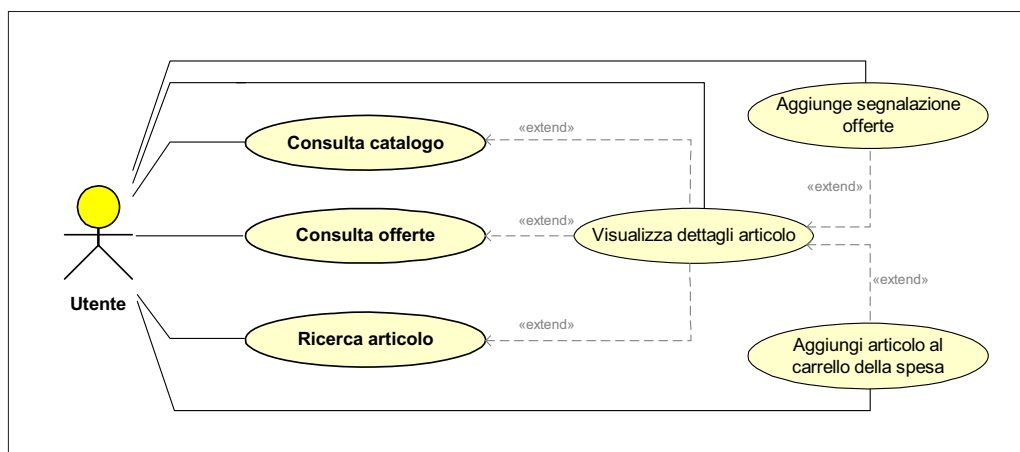 Aggiunge segnalazione
offerte
«extend»
Consulta catalogo
«extend»
«extend»
Consulta offerte
Visualizza dettagli articolo
«extend»
Utente
«extend»
Ricerca articolo
Aggiungi articolo al
carrello della spesa